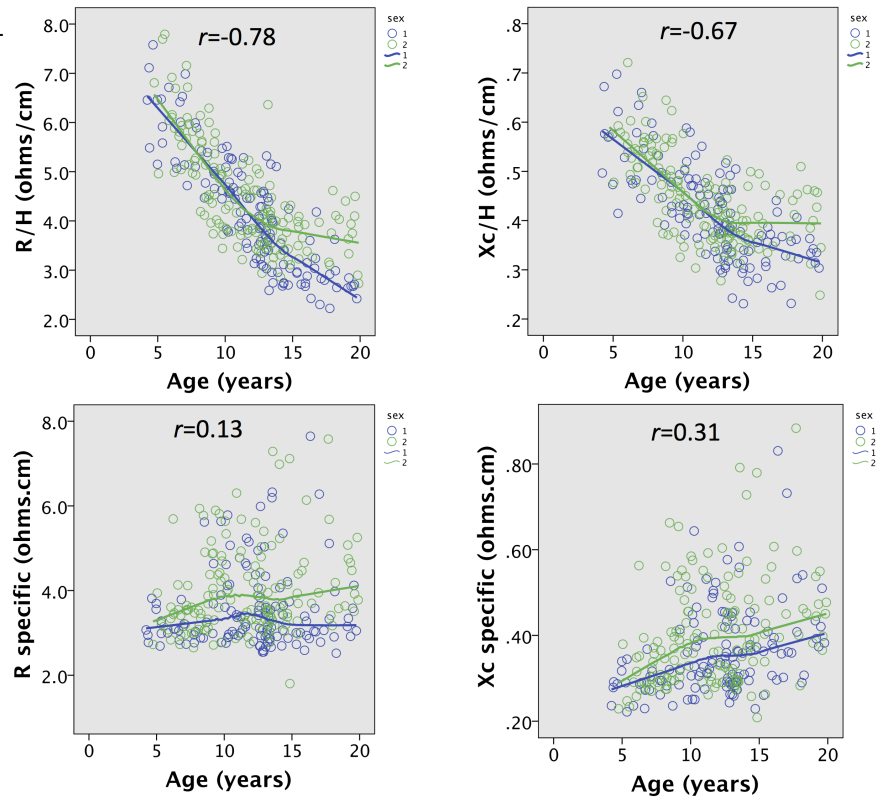 r=-0.78
sex
1
2
1
2
8.0
7.0
6.0
5.0
4.0
3.0
2.0
R/H (ohms/cm)
0 5 10 15 20
Age (years)
r=-0.67
sex
1
2
1
2
.8
.7
.6
.5
.4
.3
.2
Xc/H (ohms/cm)
0 5 10 15 20
Age (years)
r=0.13
sex
1
2
1
2
8.0
6.0
4.0
2.0
R specific (ohms.cm)
0 5 10 15 20
Age (years)
r=0.31
sex
1
2
1
2
.80
.60
.40
.20
Xc specific (ohms.cm)
0 5 10 15 20
Age (years)